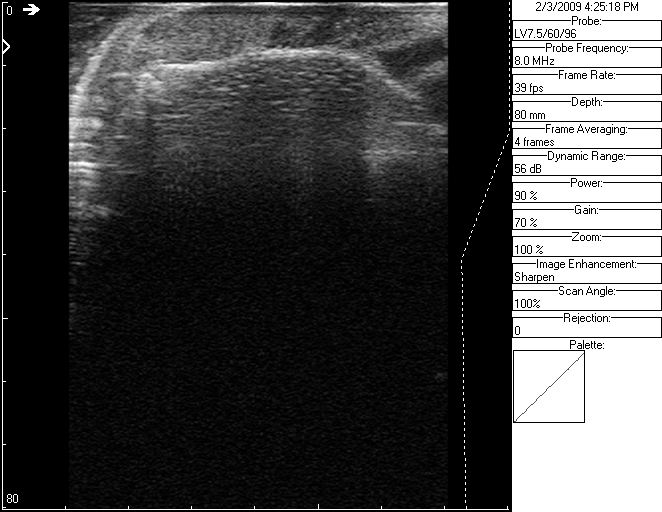 0
80
2/3/2009 4:25:18 PM
Probe:
LV7.5/60/96
Probe Frequency:
8.0 MHz
Frame Rate:
39 fps
Depth:
80 mm
Frame Averaging:
4 frames
Dynamic Range:
56 dB
Power:
90 %
Gain:
70 %
Zoom:
100 %
Image Enhancement:
Sharpen
Scan Angle:
100%
Rejection:
0
Palette: